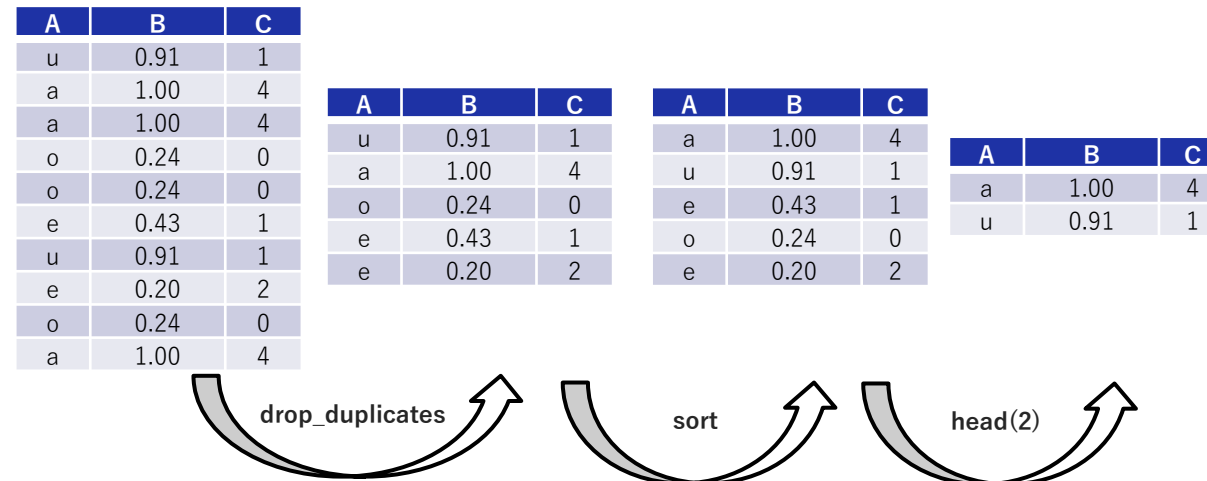 A B C
u 0.91 1
a 1.00 4
a 1.00 4
o 0.24 0
o 0.24 0
e 0.43 1
u 0.91 1
e 0.20 2
o 0.24 0
a 1.00 4
A B C
u 0.91 1
a 1.00 4
o 0.24 0
e 0.43 1
e 0.20 2
A B C
a 1.00 4
u 0.91 1
e 0.43 1
o 0.24 0
e 0.20 2
A B C
a 1.00 4
u 0.91 1
drop_duplicates
sort
head(2)